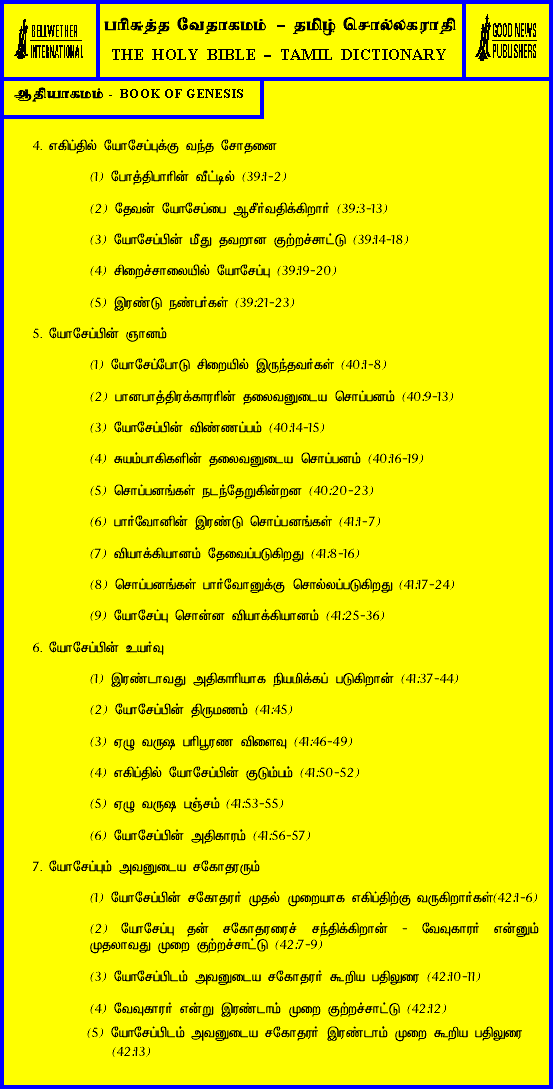 BELLWETHER
INTERNATIONAL
பரிசுத்த வேதாகமம் – தமிழ் சொல்லகராதி
THE HOLY BIBLE – TAMIL DICTIONARY
GOOD NEWS
PUBLISHERS
ஆதியாகமம் - BOOK OF GENESIS
4. எகிப்தில் யோசேப்புக்கு வந்த சோதனை
(1) போத்திபாரின் வீட்டில் (39:1-2)
(2) தேவன் யோசேப்பை ஆசீர்வதிக்கிறார் (39:3-13)
(3) யோசேப்பின் மீது தவறான குற்றச்சாட்டு (39:14-18)
(4) சிறைச்சாலையில் யோசேப்பு (39:19-20)
(5) இரண்டு நண்பர்கள் (39:21-23)
5. யோசேப்பின் ஞானம்
(1) யோசேப்போடு சிறையில் இருந்தவர்கள் (40:1-8)
(2) பானபாத்திரக்காரரின் தலைவனுடைய சொப்பனம் (40:9-13)
(3) யோசேப்பின் விண்ணப்பம் (40:14-15)
(4) சுயம்பாகிகளின் தலைவனுடைய சொப்பனம் (40:16-19)
(5) சொப்பனங்கள் நடந்தேறுகின்றன (40:20-23)
(6) பார்வோனின் இரண்டு சொப்பனங்கள் (41:1-7)
(7) வியாக்கியானம் தேவைப்படுகிறது (41:8-16)
(8) சொப்பனங்கள் பார்வோனுக்கு சொல்லப்படுகிறது (41:17-24)
(9) யோசேப்பு சொன்ன வியாக்கியானம் (41:25-36)
6. யோசேப்பின் உயர்வு
(1) இரண்டாவது அதிகாரியாக நியமிக்கப் படுகிறான் (41:37-44)
(2) யோசேப்பின் திருமணம் (41:45)
(3) ஏழு வருஷ பரிபூரண விளைவு (41:46-49)
(4) எகிப்தில் யோசேப்பின் குடும்பம் (41:50-52)
(5) ஏழு வருஷ பஞ்சம் (41:53-55)
(6) யோசேப்பின் அதிகாரம் (41:56-57)
7. யோசேப்பும் அவனுடைய சகோதரரும்
(1) யோசேப்பின் சகோதரர் முதல் முறையாக எகிப்திற்கு வருகிறார்கள்(42:1-6)
(2) யோசேப்பு தன் சகோதரரைச் சந்திக்கிறான் - வேவுகாரர் என்னும்
முதலாவது முறை குற்றச்சாட்டு (42:7-9)
(3) யோசேப்பிடம் அவனுடைய சகோதரர் கூறிய பதிலுரை (42:10-11)
(4) வேவுகாரர் என்று இரண்டாம் முறை குற்றச்சாட்டு (42:12)
(5) யோசேப்பிடம் அவனுடைய சகோதரர் இரண்டாம் முறை கூறிய பதிலுரை
(42:13)